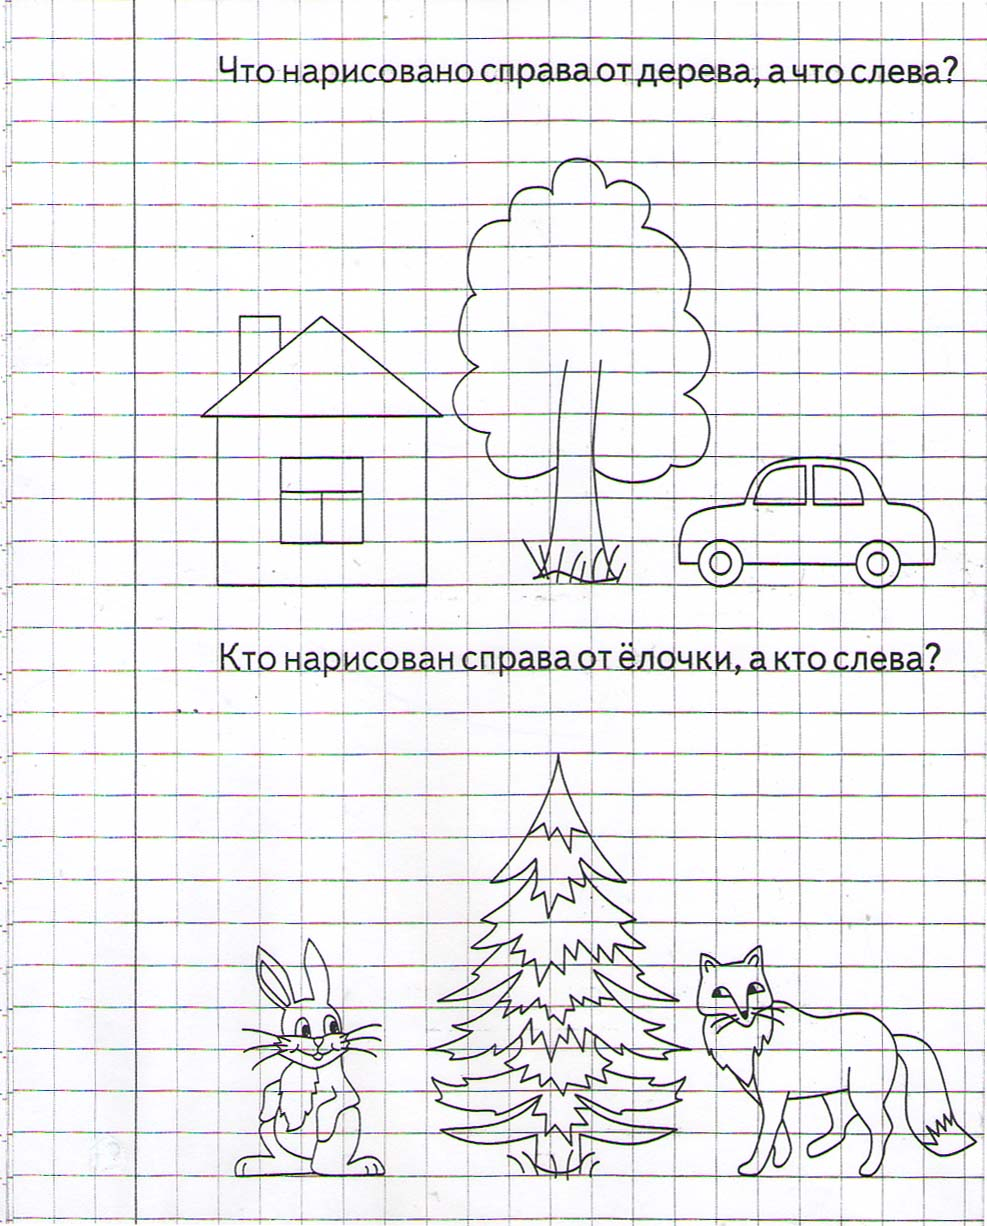 Что нарисовано справа от дерева, а что слева?
Кто нарисован справа от ёлочки, а кто слева?